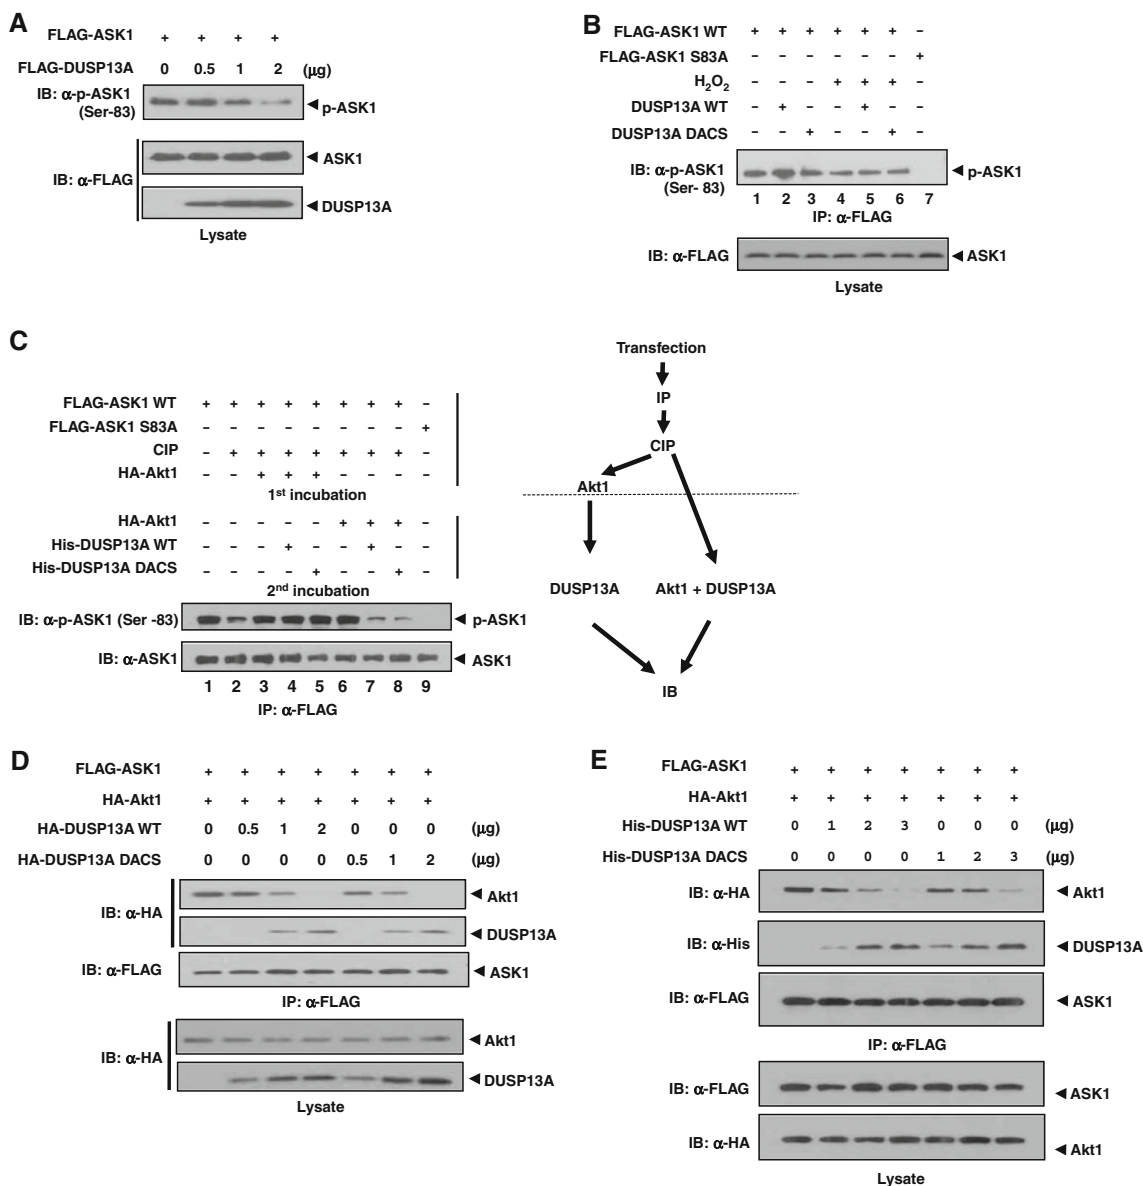 A
FLAG-ASK1 + + + +
FLAG-DUSP13A 0 0.5 1 2 (µg)
IB: α-p-ASK1 (Ser-83)
p-ASK1
ASK1
IB: α-FLAG
DUSP13A
Lysate
B
FLAG-ASK1 WT + + + + + + –
FLAG-ASK1 S83A – – – – – – +
H2O2 – – – + + + –
DUSP13A WT – + – – + – –
DUSP13A DACS – – + – – + –
IB: α-p-ASK1 (Ser- 83)
p-ASK1
1 2 3 4 5 6 7
IP: α-FLAG
IB: α-FLAG
ASK1
Lysate
C
FLAG-ASK1 WT + + + + + + + + –
FLAG-ASK1 S83A – – – – – – – – +
CIP – + + + + + + + –
HA-Akt1 – – + + + – – – –
1st incubation
HA-Akt1 – – – – – + + + –
His-DUSP13A WT – – – + – – + – –
His-DUSP13A DACS – – – – + – – + –
2nd incubation
IB: α-p-ASK1 (Ser -83)
p-ASK1
IB: α-ASK1
ASK1
1 2 3 4 5 6 7 8 9
IP: α-FLAG
Transfection
IP
CIP
Akt1
DUSP13A
Akt1 + DUSP13A
IB
D
FLAG-ASK1 + + + + + + +
HA-Akt1 + + + + + + +
HA-DUSP13A WT 0 0.5 1 2 0 0 0 (µg)
HA-DUSP13A DACS 0 0 0 0 0.5 1 2 (µg)
IB: α-HA
Akt1
DUSP13A
IB: α-FLAG
ASK1
IP: α-FLAG
IB: α-HA
Akt1
DUSP13A
Lysate
E
FLAG-ASK1 + + + + + + +
HA-Akt1 + + + + + + +
His-DUSP13A WT 0 1 2 3 0 0 0 (µg)
His-DUSP13A DACS 0 0 0 0 1 2 3 (µg)
IB: α-HA
Akt1
IB: α-His
DUSP13A
IB: α-FLAG
ASK1
IP: α-FLAG
IB: α-FLAG
ASK1
IB: α-HA
Akt1
Lysate